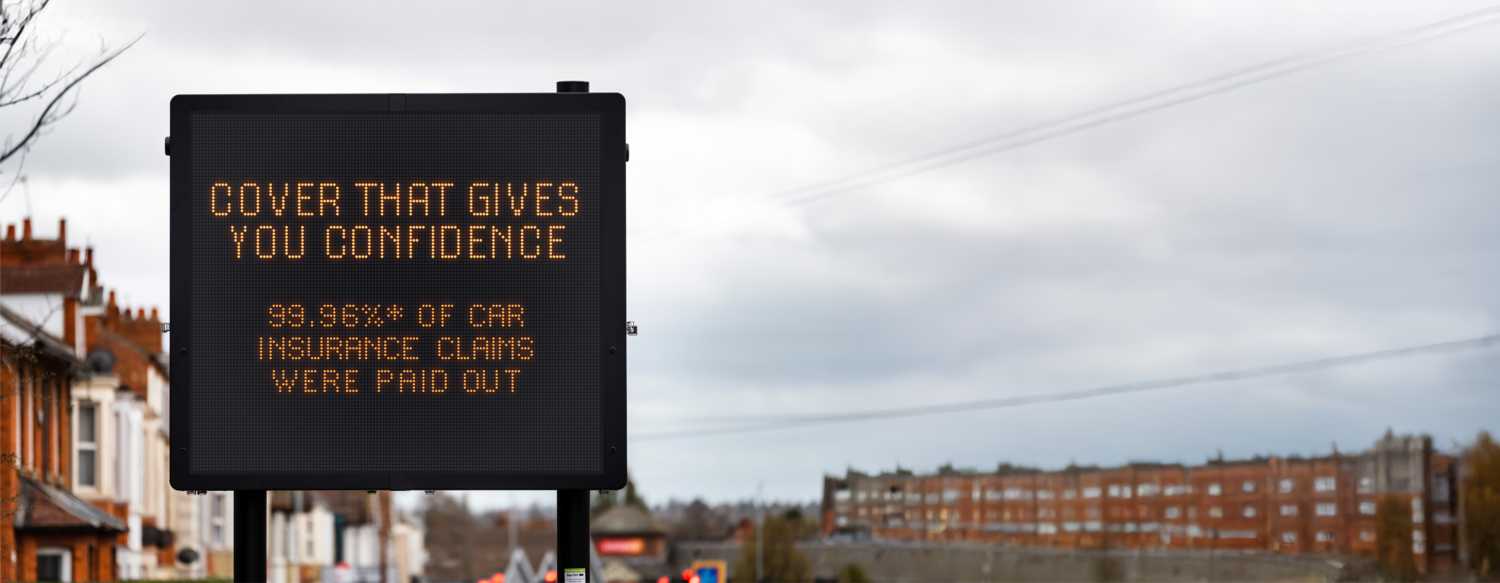 COVER THAT GIVES
YOU CONFIDENCE
99.96%* OF CAR
INSURANCE CLAIMS
WERE PAID OUT